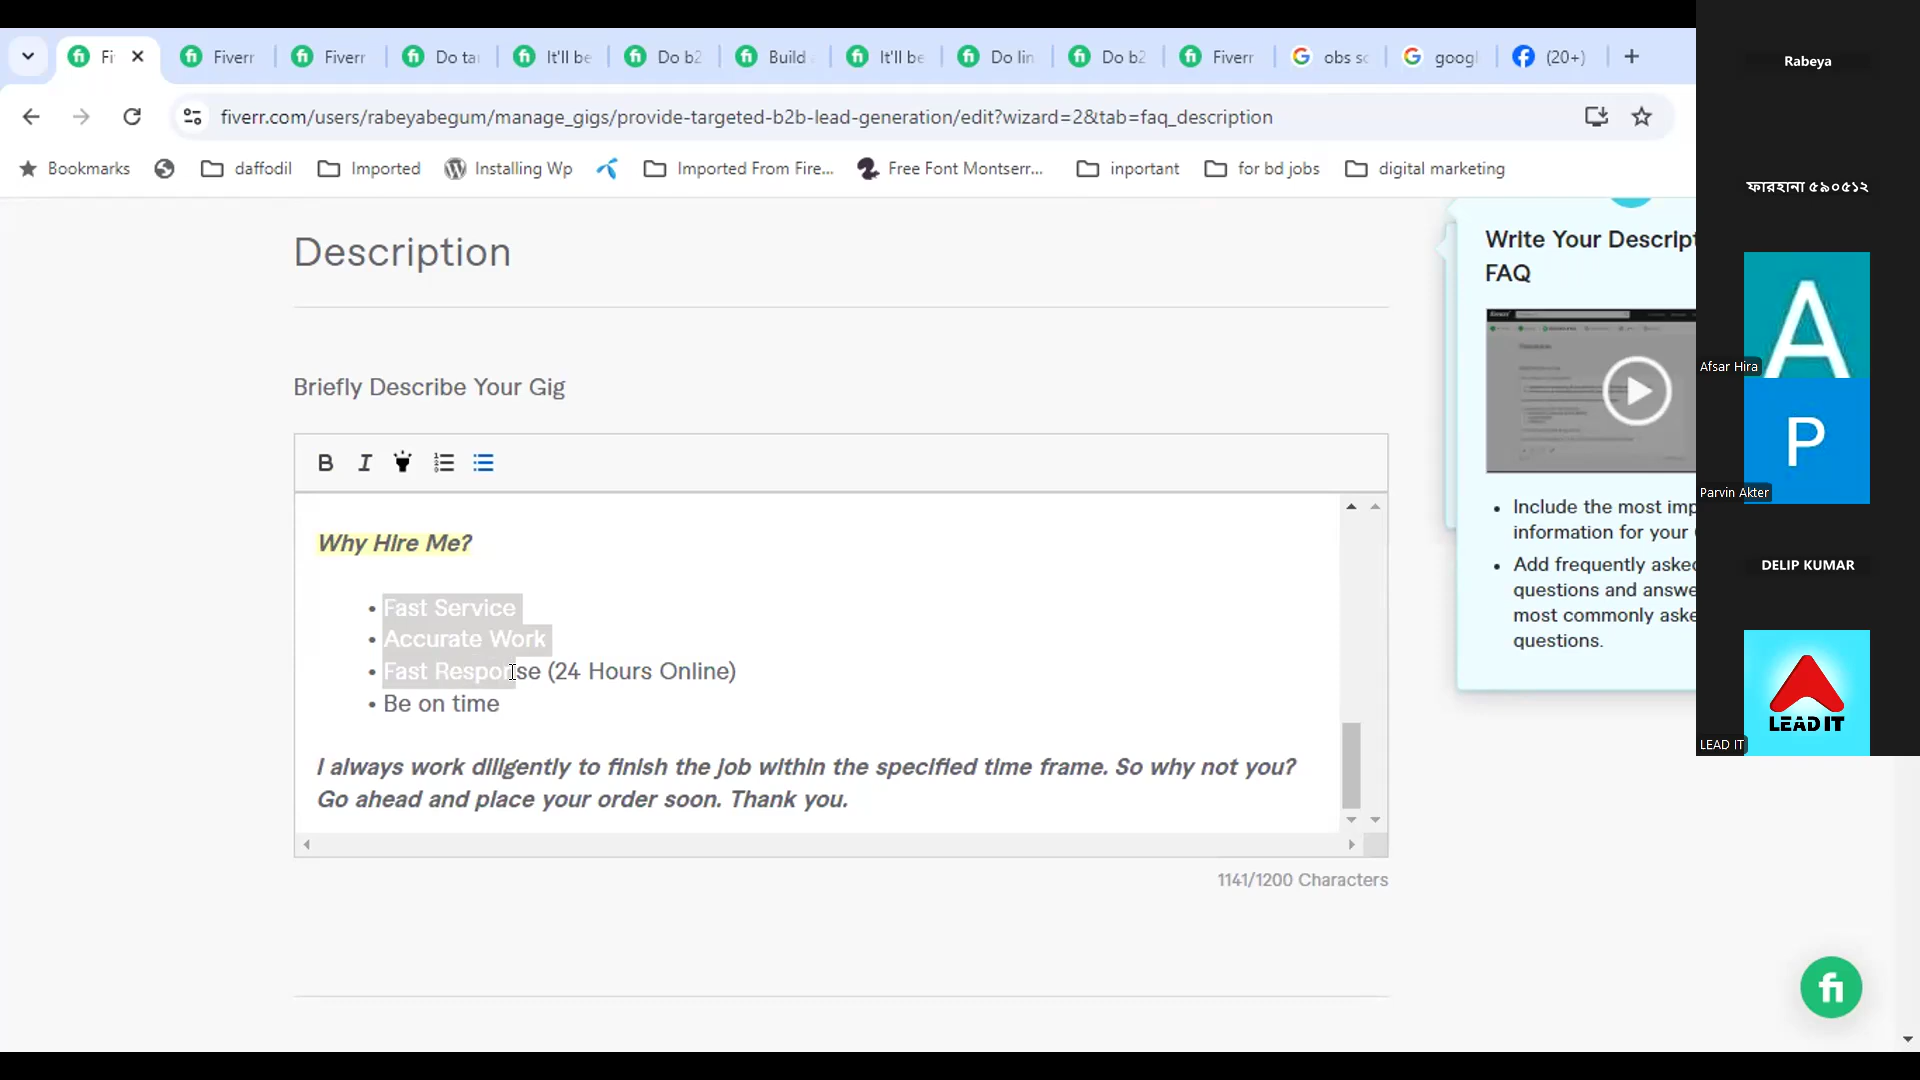 Fi
Fiverr
Fiverr
Do ta
It'll be
Do b2
Build
It'll be
Do lin
Do b2
Fiverr
obs sc
googl
(20+)
fiverr.com/users/rabeyabegum/manage_gigs/provide-targeted-b2b-lead-generation/edit?wizard=2&tab=faq_description
Bookmarks
daffodil
Imported
Installing Wp
Imported From Fire...
Free Font Montserr...
inportant
for bd jobs
digital marketing
Description
Briefly Describe Your Gig
B I
Why Hire Me?
• Fast Service
• Accurate Work
• Fast Response (24 Hours Online)
• Be on time
I always work diligently to finish the job within the specified time frame. So why not you?
Go ahead and place your order soon. Thank you.
1141/1200 Characters
Write Your Descript
FAQ
• Include the most imp
information for your
• Add frequently aske
questions and answe
most commonly aske
questions.
fi
Rabeya
ফারহানা ৫৯০৫১২
A
Afsar Hira
P
Parvin Akter
DELIP KUMAR
LEAD IT
LEAD IT